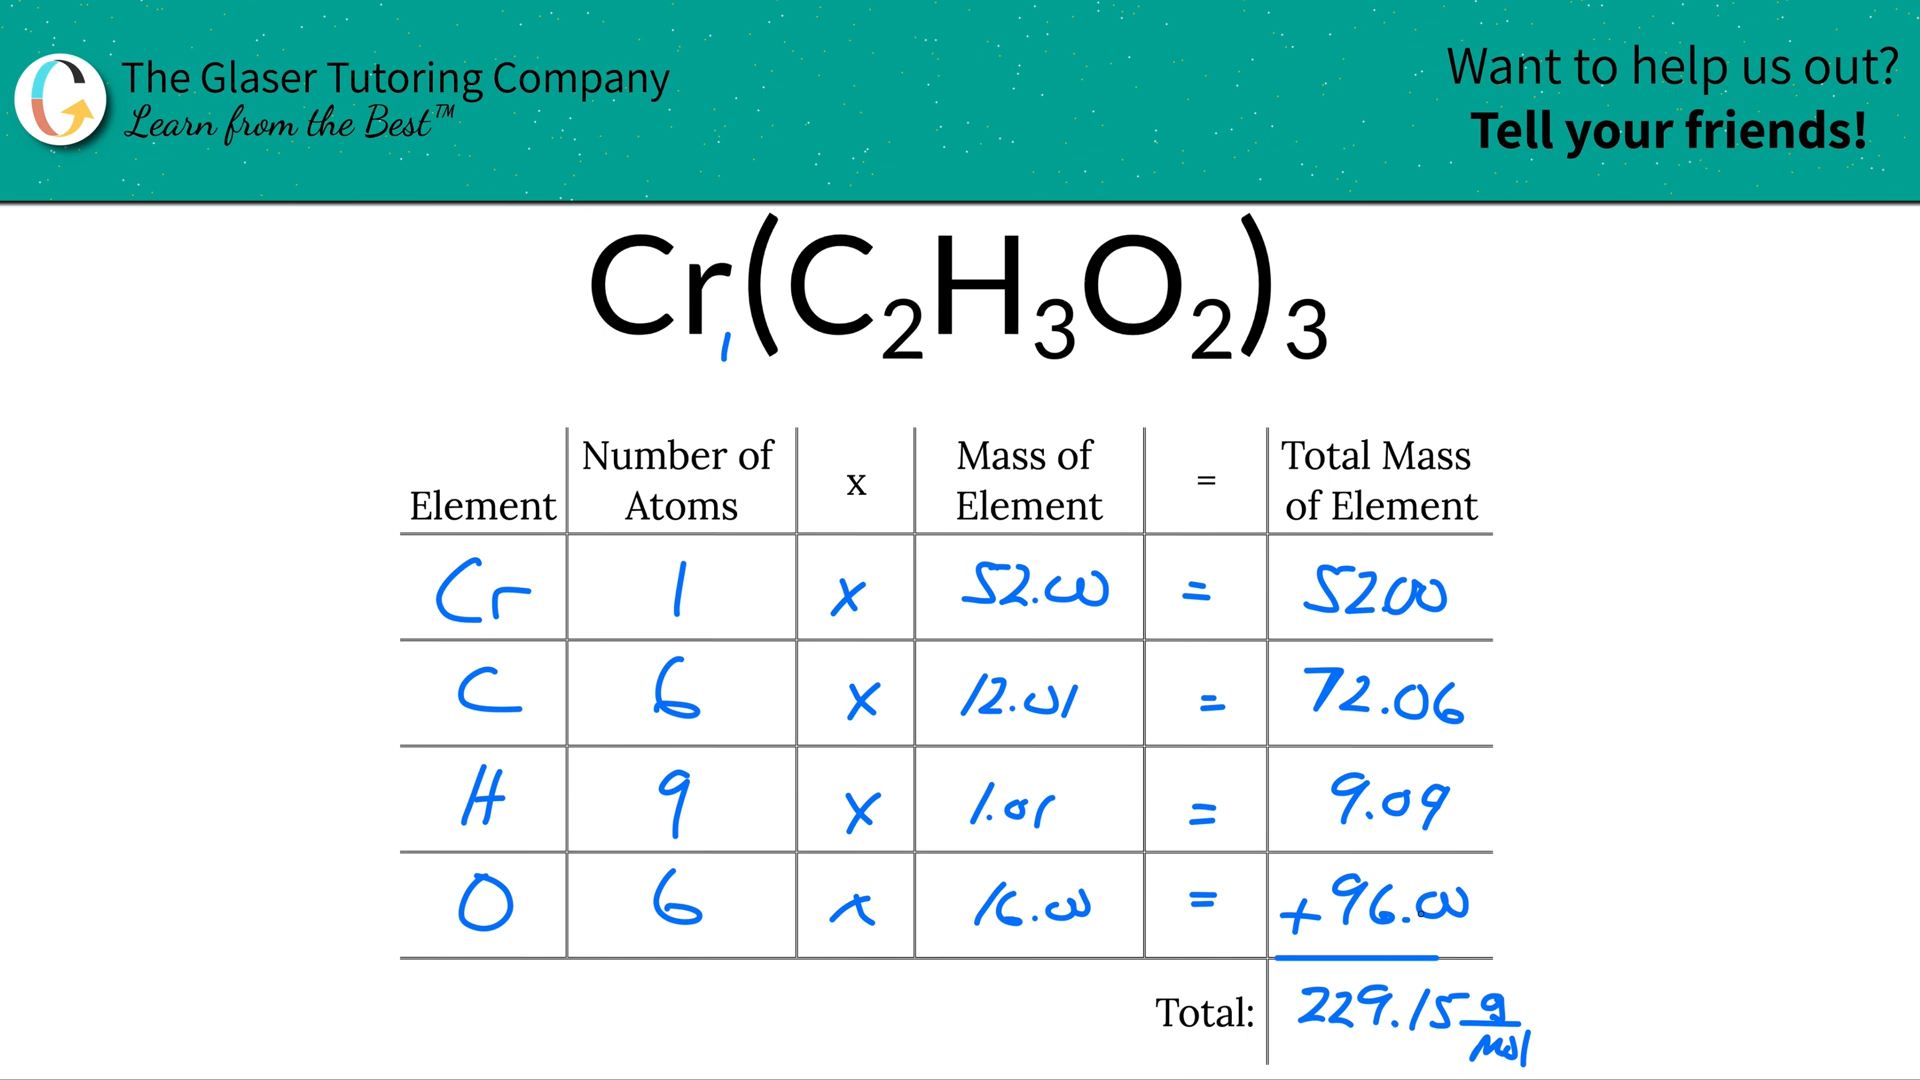 The Glaser Tutoring Company
Learn from the Best™
Want to help us out?
Tell your friends!
Cr₁(C₂H₃O₂)₃
Element | Number of Atoms | x | Mass of Element | = | Total Mass of Element
Cr 1 x 52.00 = 52.00
C 6 x 12.01 = 72.06
H 9 x 1.01 = 9.09
O 6 x 16.00 = +96.00
Total: 229.15 g/mol